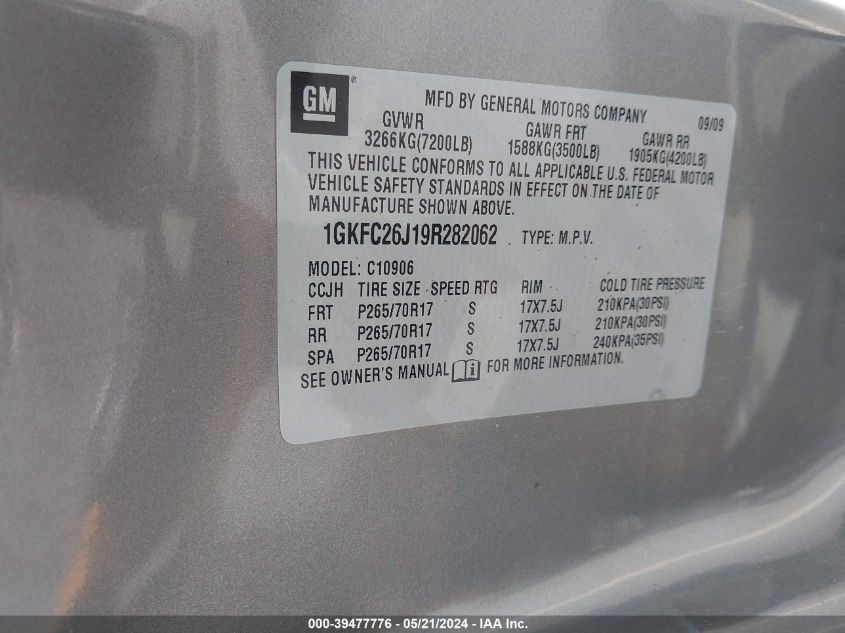 GM®
MFD BY GENERAL MOTORS COMPANY 09/09
GVWR GAWR FRT GAWR RR
3266KG(7200LB) 1588KG(3500LB) 1905KG(4200LB)
THIS VEHICLE CONFORMS TO ALL APPLICABLE U.S. FEDERAL MOTOR
VEHICLE SAFETY STANDARDS IN EFFECT ON THE DATE OF
MANUFACTURE SHOWN ABOVE.
1GKFC26J19R282062 TYPE: M.P.V.
MODEL: C10906
CCJH TIRE SIZE SPEED RTG RIM COLD TIRE PRESSURE
FRT P265/70R17 S 17X7.5J 210KPA(30PSI)
RR P265/70R17 S 17X7.5J 210KPA(30PSI)
SPA P265/70R17 S 17X7.5J 240KPA(35PSI)
SEE OWNER'S MANUAL i FOR MORE INFORMATION.
000-39477776 - 05/21/2024 - IAA Inc.